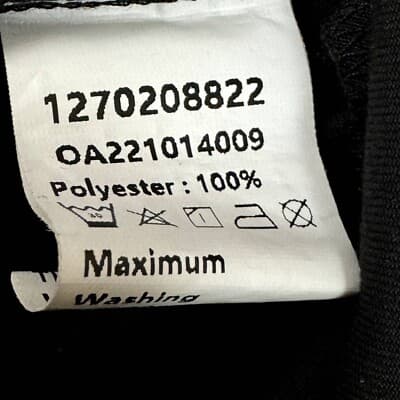 1270208822
OA221014009
Polyester : 100%
Maximum
Washing